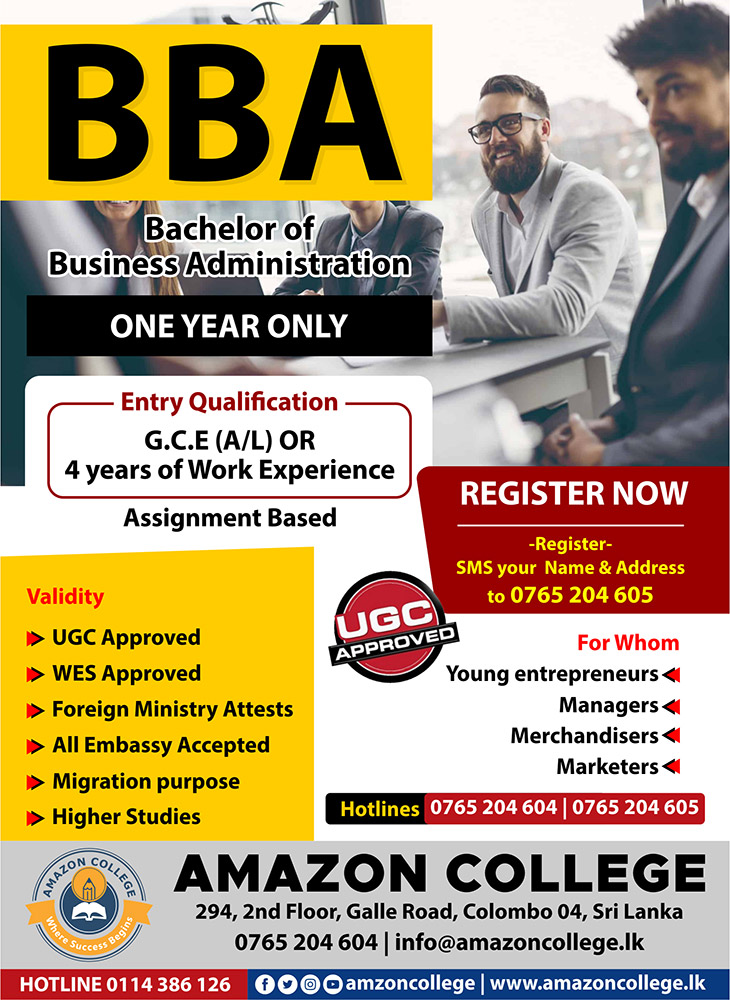 BBA
Bachelor of
Business Administration
ONE YEAR ONLY
Entry Qualification
G.C.E (A/L) OR
4 years of Work Experience
Assignment Based
REGISTER NOW
-Register-
SMS your Name & Address
to 0765 204 605
Validity
UGC Approved
WES Approved
Foreign Ministry Attests
All Embassy Accepted
Migration purpose
Higher Studies
UGC
APPROVED
For Whom
Young entrepreneurs
Managers
Merchandisers
Marketers
Hotlines 0765 204 604 | 0765 204 605
AMAZON COLLEGE
Where Success Begins
AMAZON COLLEGE
294, 2nd Floor, Galle Road, Colombo 04, Sri Lanka
0765 204 604 | info@amazoncollege.lk
HOTLINE 0114 386 126
amzoncollege | www.amazoncollege.lk